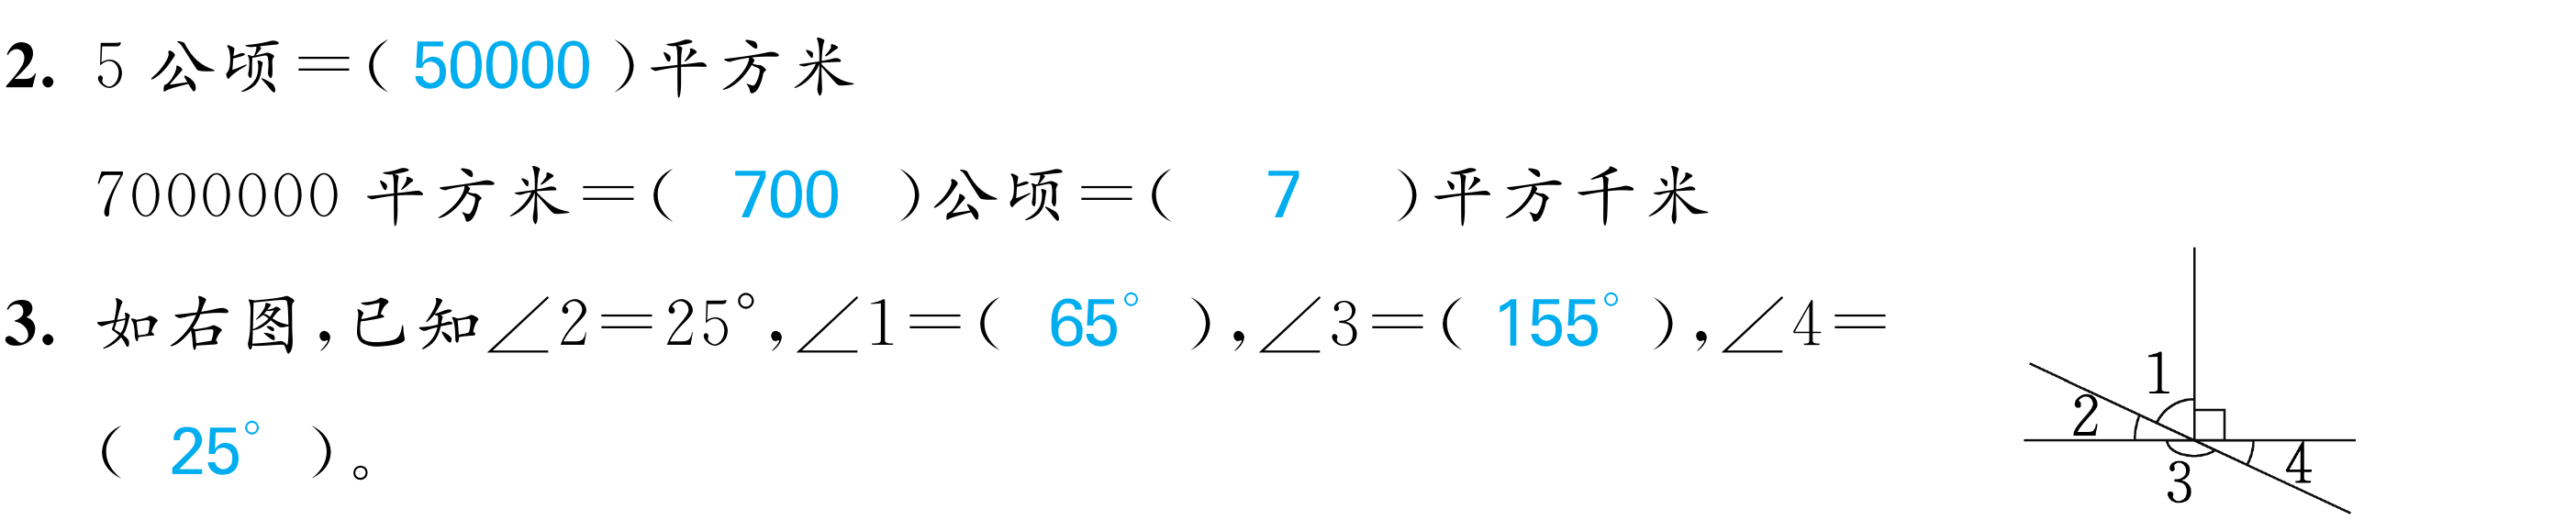 2. 5 公顷=( 50000 )平方米
7000000 平方米=( 700 )公顷=( 7 )平方千米
3. 如右图,已知∠2=25°,∠1=( 65° ),∠3=( 155° ),∠4=
( 25° )。
1
2
3
4